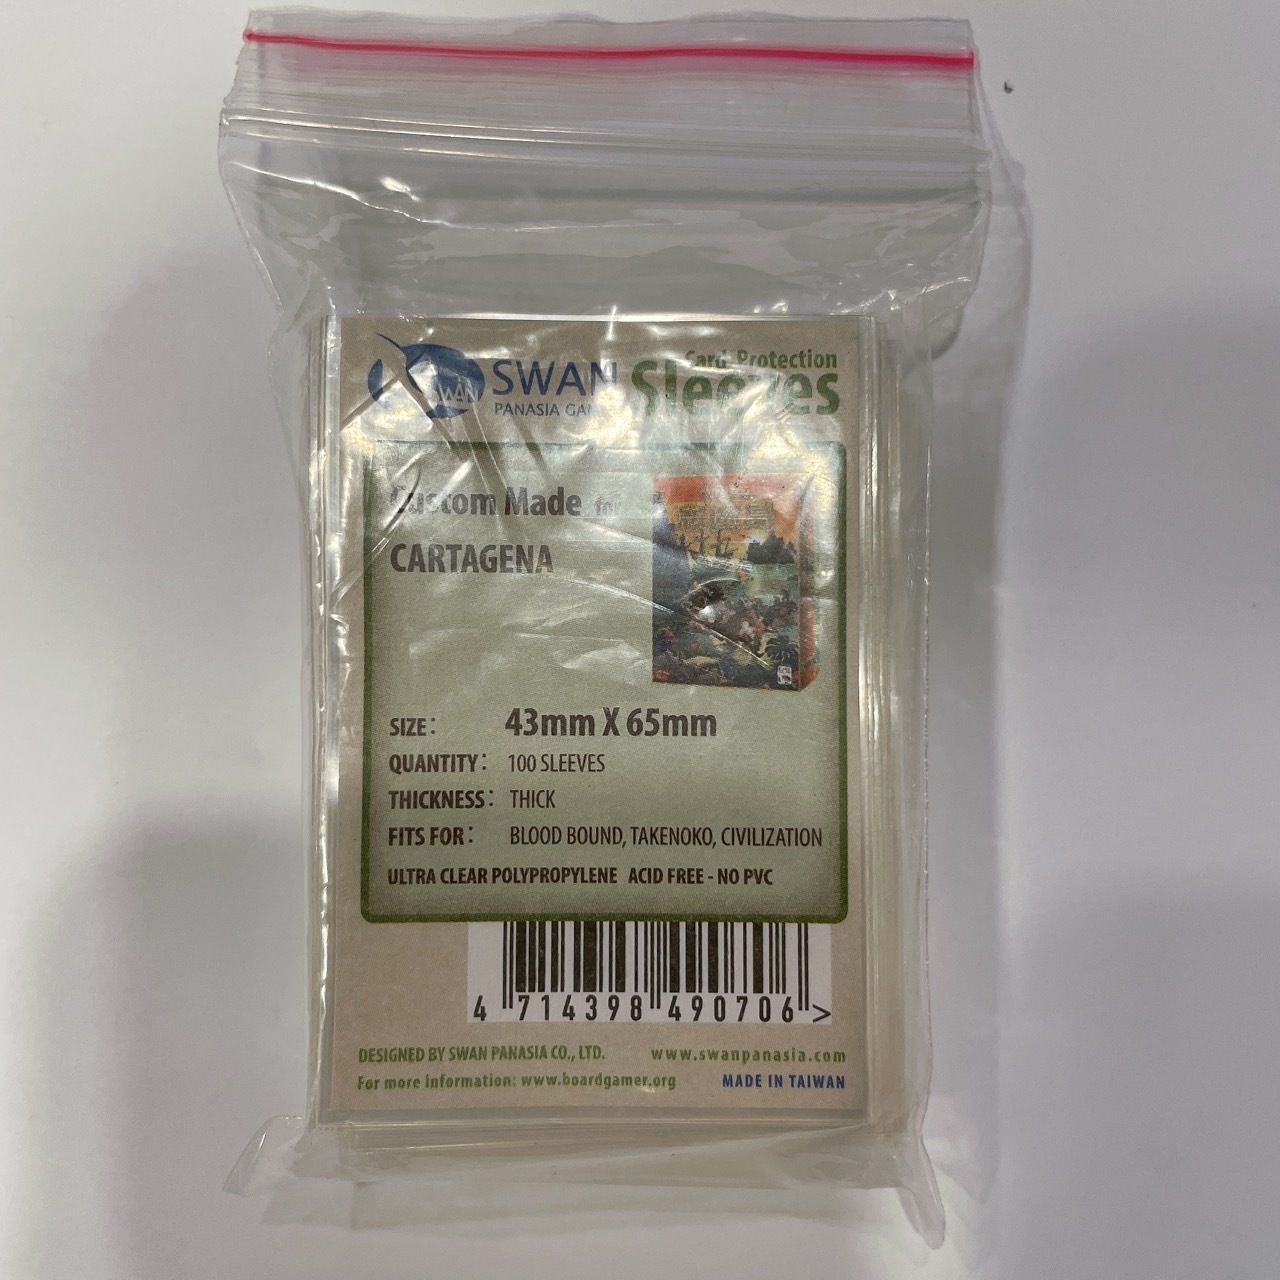 SWAN
SWAN
PANASIA
Card Protection
Sleeves
Custom Made for
CARTAGENA
SIZE: 43mm X 65mm
QUANTITY: 100 SLEEVES
THICKNESS: THICK
FITS FOR: BLOOD BOUND, TAKENOKO, CIVILIZATION
ULTRA CLEAR POLYPROPYLENE ACID FREE - NO PVC
4 714398 490706 >
DESIGNED BY SWAN PANASIA CO., LTD. www.swanpanasia.com
For more information: www.boardgamer.org MADE IN TAIWAN